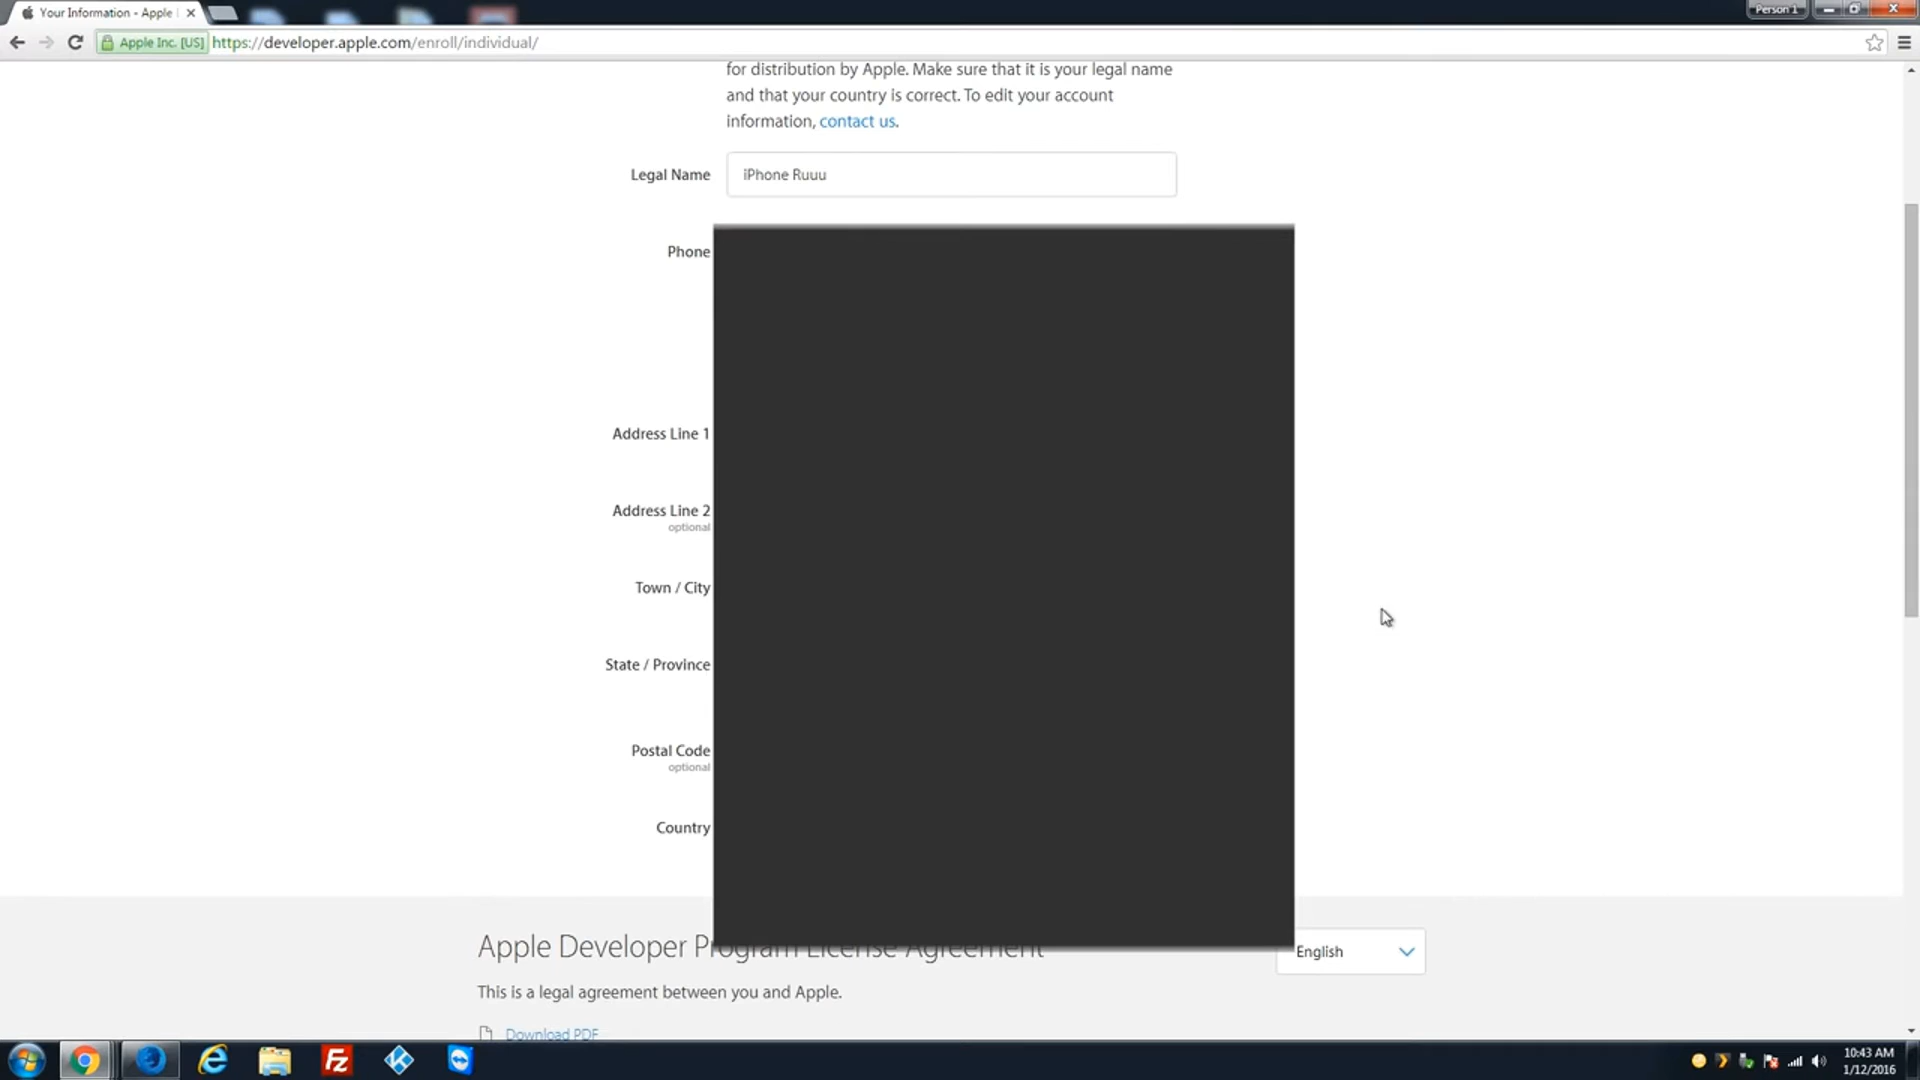 Your Information - Apple
Person 1
Apple Inc. [US]
https://developer.apple.com/enroll/individual/
for distribution by Apple. Make sure that it is your legal name
and that your country is correct. To edit your account
information, contact us.
Legal Name
iPhone Ruuu
Phone
Address Line 1
Address Line 2
optional
Town / City
State / Province
Postal Code
optional
Country
Apple Developer Program License Agreement
English
This is a legal agreement between you and Apple.
Download PDF
10:43 AM
1/12/2016